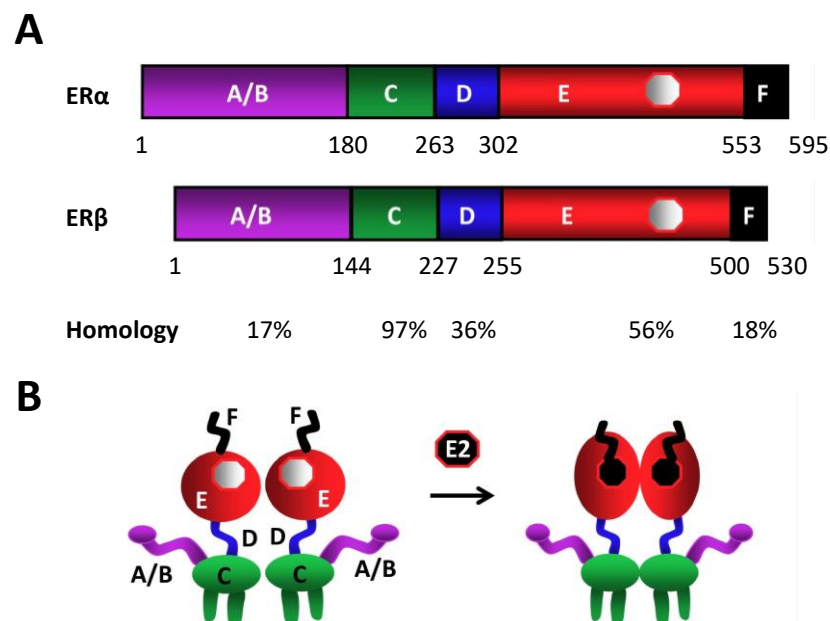 A
ERα A/B C D E F
1 180 263 302 553 595
ERβ A/B C D E F
1 144 227 255 500 530
Homology 17% 97% 36% 56% 18%
B
F F
E2
E E
D D
A/B C C A/B